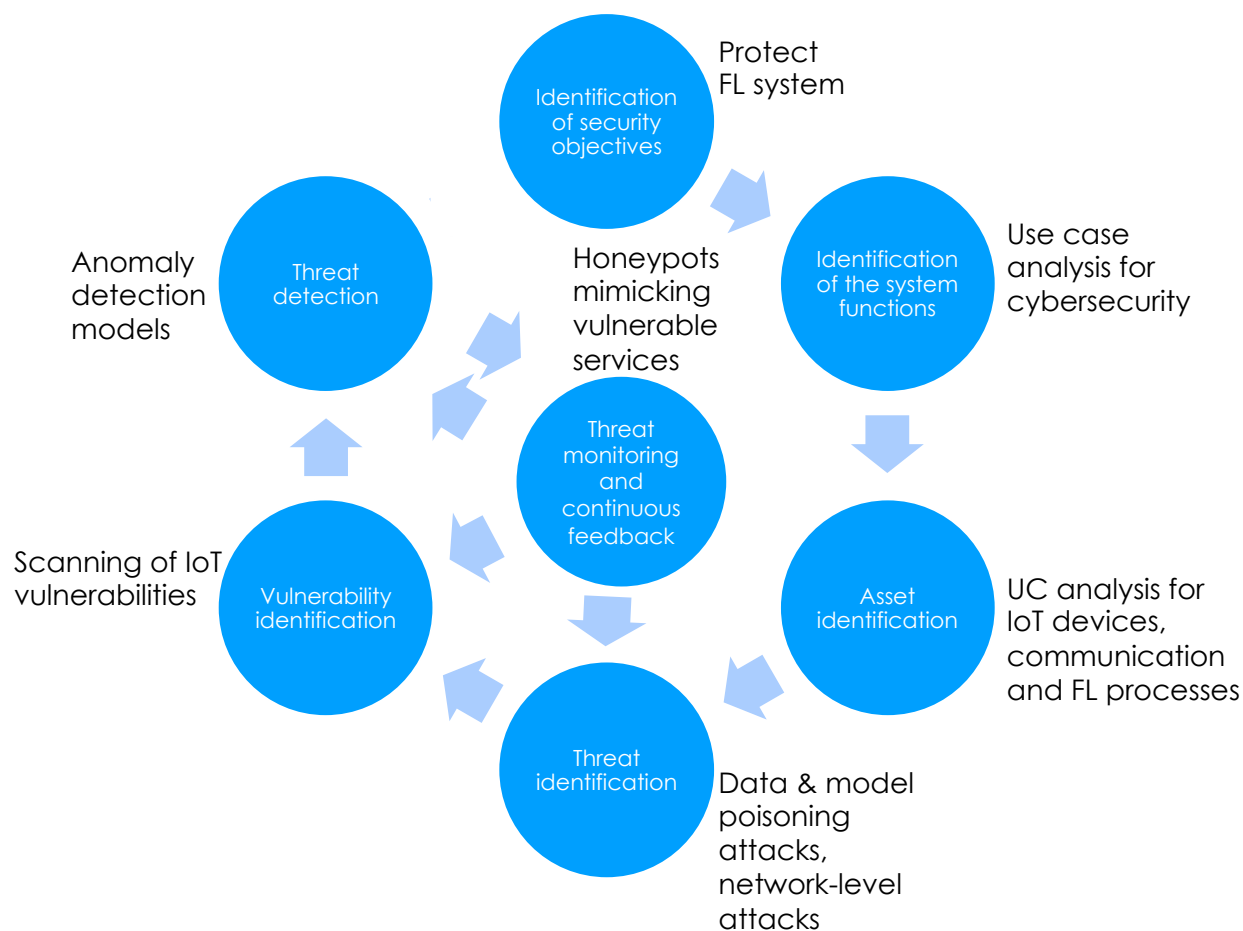 Identification
of security
objectives
Protect
FL system
Identification
of the system
functions
Use case
analysis for
cybersecurity
Asset
identification
UC analysis for
IoT devices,
communication
and FL processes
Threat
identification
Data & model
poisoning
attacks,
network-level
attacks
Vulnerability
identification
Scanning of IoT
vulnerabilities
Threat
detection
Anomaly
detection
models
Honeypots
mimicking
vulnerable
services
Threat
monitoring
and
continuous
feedback